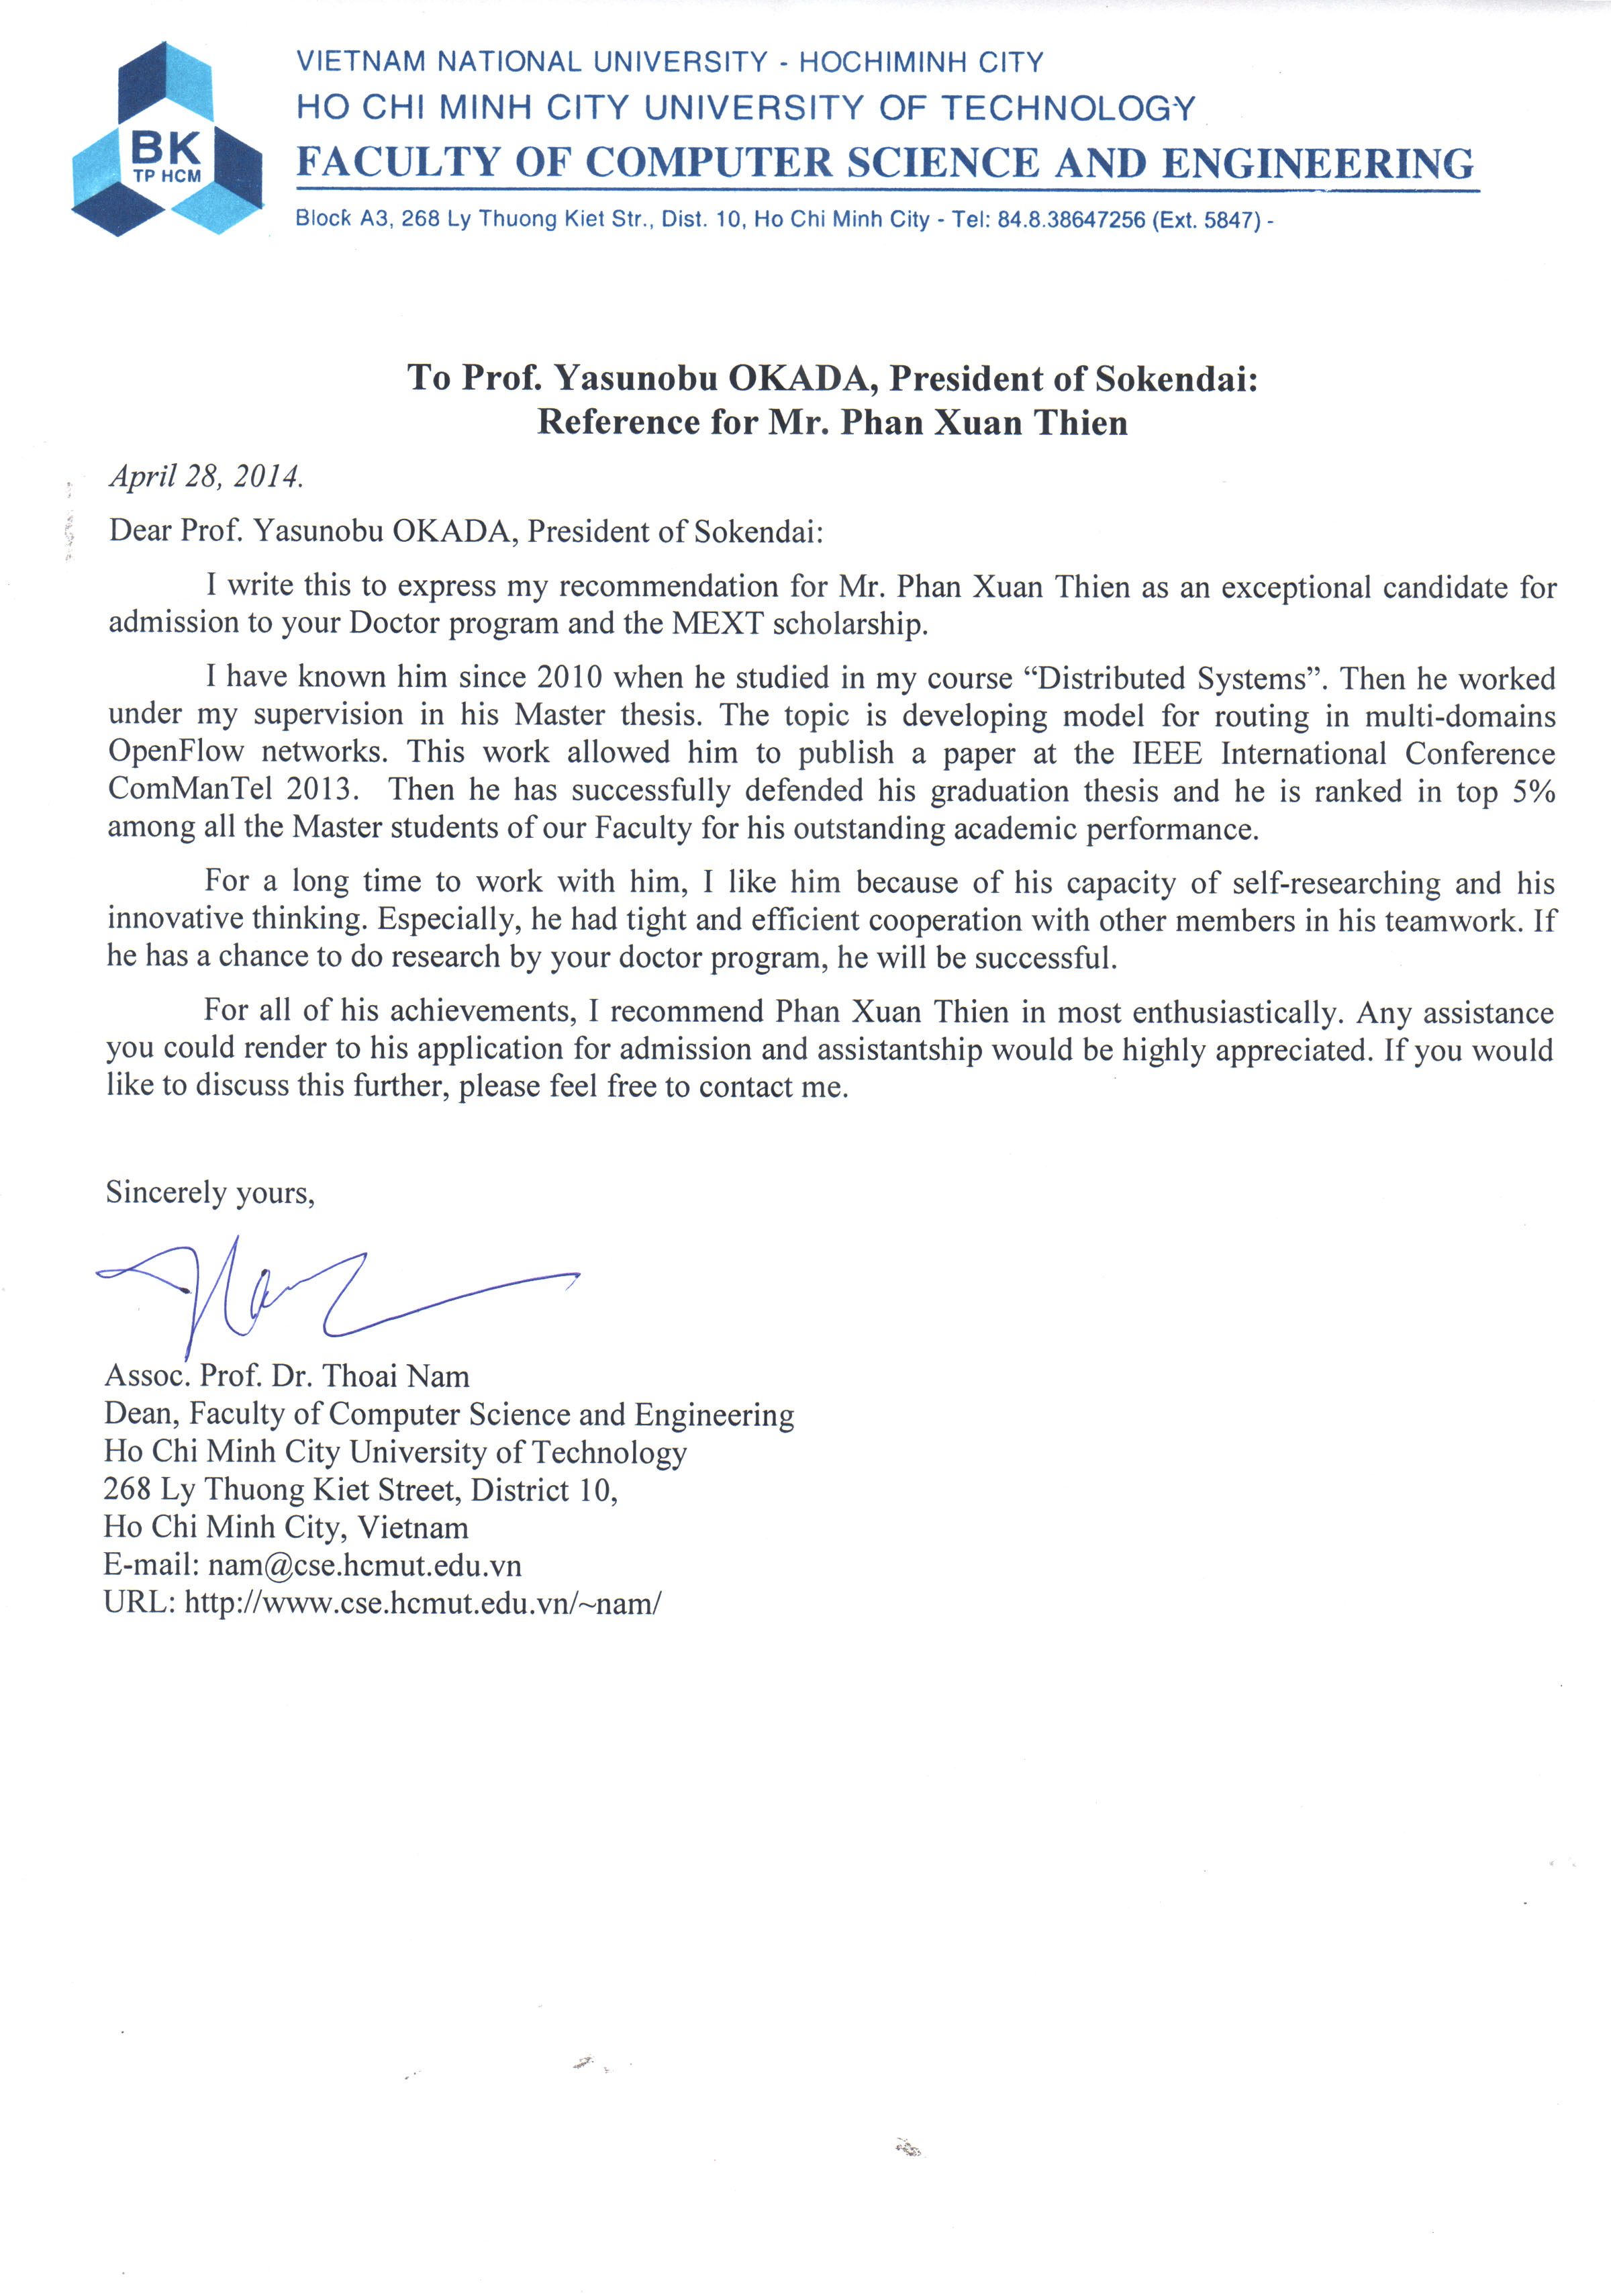 BK
TP HCM
VIETNAM NATIONAL UNIVERSITY - HOCHIMINH CITY
HO CHI MINH CITY UNIVERSITY OF TECHNOLOGY
FACULTY OF COMPUTER SCIENCE AND ENGINEERING
Block A3, 268 Ly Thuong Kiet Str., Dist. 10, Ho Chi Minh City - Tel: 84.8.38647256 (Ext. 5847) -
To Prof. Yasunobu OKADA, President of Sokendai:
Reference for Mr. Phan Xuan Thien
April 28, 2014.
Dear Prof. Yasunobu OKADA, President of Sokendai:
I write this to express my recommendation for Mr. Phan Xuan Thien as an exceptional candidate for
admission to your Doctor program and the MEXT scholarship.
I have known him since 2010 when he studied in my course “Distributed Systems”. Then he worked
under my supervision in his Master thesis. The topic is developing model for routing in multi-domains
OpenFlow networks. This work allowed him to publish a paper at the IEEE International Conference
ComManTel 2013. Then he has successfully defended his graduation thesis and he is ranked in top 5%
among all the Master students of our Faculty for his outstanding academic performance.
For a long time to work with him, I like him because of his capacity of self-researching and his
innovative thinking. Especially, he had tight and efficient cooperation with other members in his teamwork. If
he has a chance to do research by your doctor program, he will be successful.
For all of his achievements, I recommend Phan Xuan Thien in most enthusiastically. Any assistance
you could render to his application for admission and assistantship would be highly appreciated. If you would
like to discuss this further, please feel free to contact me.
Sincerely yours,
Nam
Assoc. Prof. Dr. Thoai Nam
Dean, Faculty of Computer Science and Engineering
Ho Chi Minh City University of Technology
268 Ly Thuong Kiet Street, District 10,
Ho Chi Minh City, Vietnam
E-mail: nam@cse.hcmut.edu.vn
URL: http://www.cse.hcmut.edu.vn/~nam/